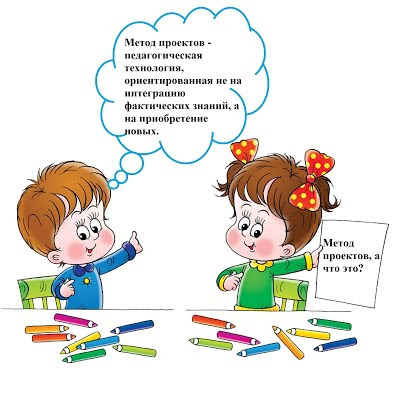 Метод проектов -
педагогическая
технология,
ориентированная не на
интеграцию
фактических знаний, а
на приобретение
новых.
Метод
проектов, а
что это?